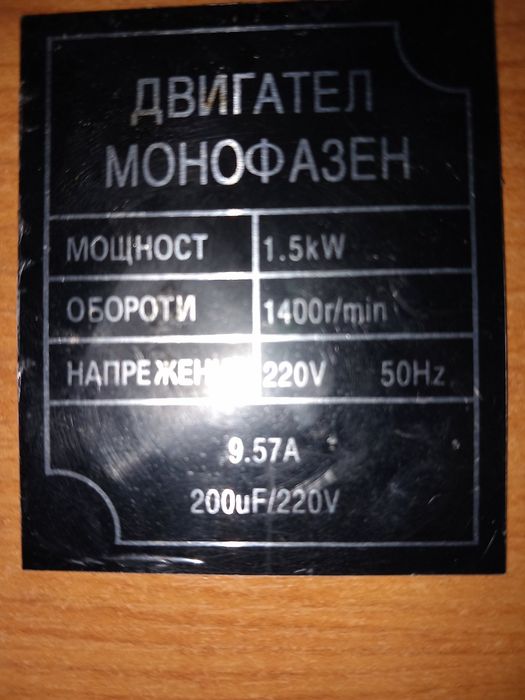 ДВИГАТЕЛ
МОНОФАЗЕН
МОЩНОСТ 1.5kW
ОБОРОТИ 1400r/min
220V 50Hz
9.57A
200uF/220V